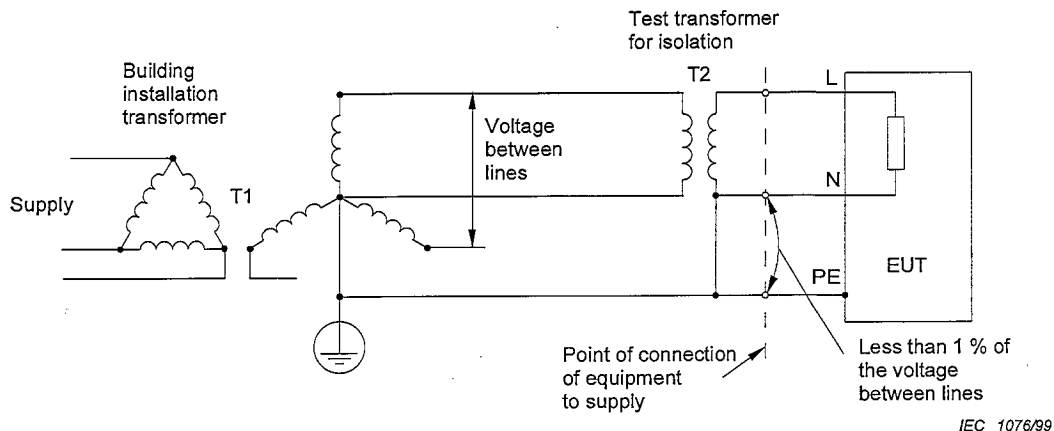 Test transformer
for isolation
Building
installation
transformer
T2
L
Voltage
between
lines
Supply
T1
N
PE
EUT
Point of connection
of equipment
to supply
Less than 1 % of
the voltage
between lines
IEC 1076/99